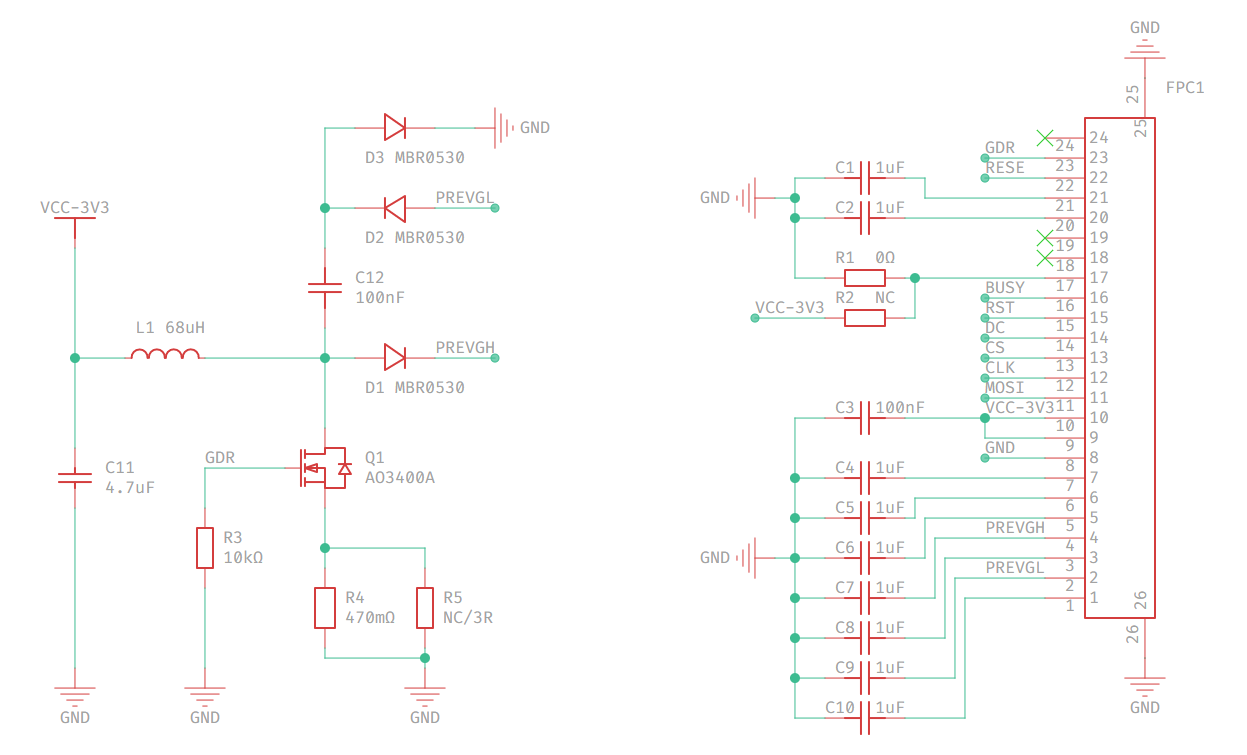 GND
D3 MBR0530
VCC-3V3
PREVGL
D2 MBR0530
C12
100nF
L1 68uH
PREVGH
D1 MBR0530
GDR
Q1
AO3400A
C11
4.7uF
R3
10kΩ
R4
470mΩ
R5
NC/3R
GND
GND
GND
GND
25
FPC1
25
24
24
GDR
23
23
RESE
22
22
C1 1uF
21
21
GND
C2 1uF
20
20
19
19
18
18
R1 0Ω
17
17
R2 NC
VCC-3V3
BUSY
16
16
RST
15
15
DC
14
14
CS
13
13
CLK
12
12
MOSI
11
11
C3 100nF
VCC-3V3
10
10
9
9
GND
8
8
C4 1uF
7
7
6
6
C5 1uF
5
5
PREVGH
4
4
GND
C6 1uF
3
3
PREVGL
2
2
C7 1uF
1
1
26
C8 1uF
26
C9 1uF
C10 1uF
GND